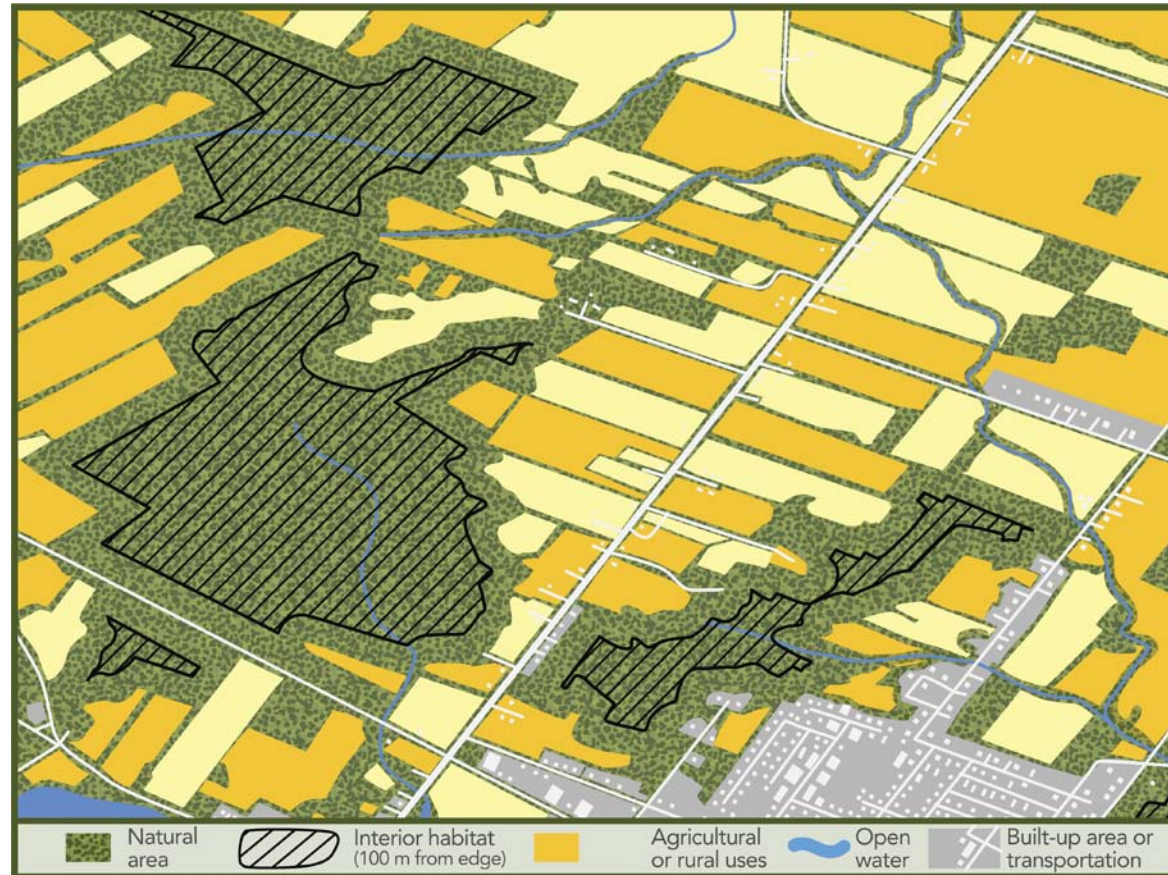 Natural
area
Interior habitat
(100 m from edge)
Agricultural
or rural uses
Open
water
Built-up area or
transportation